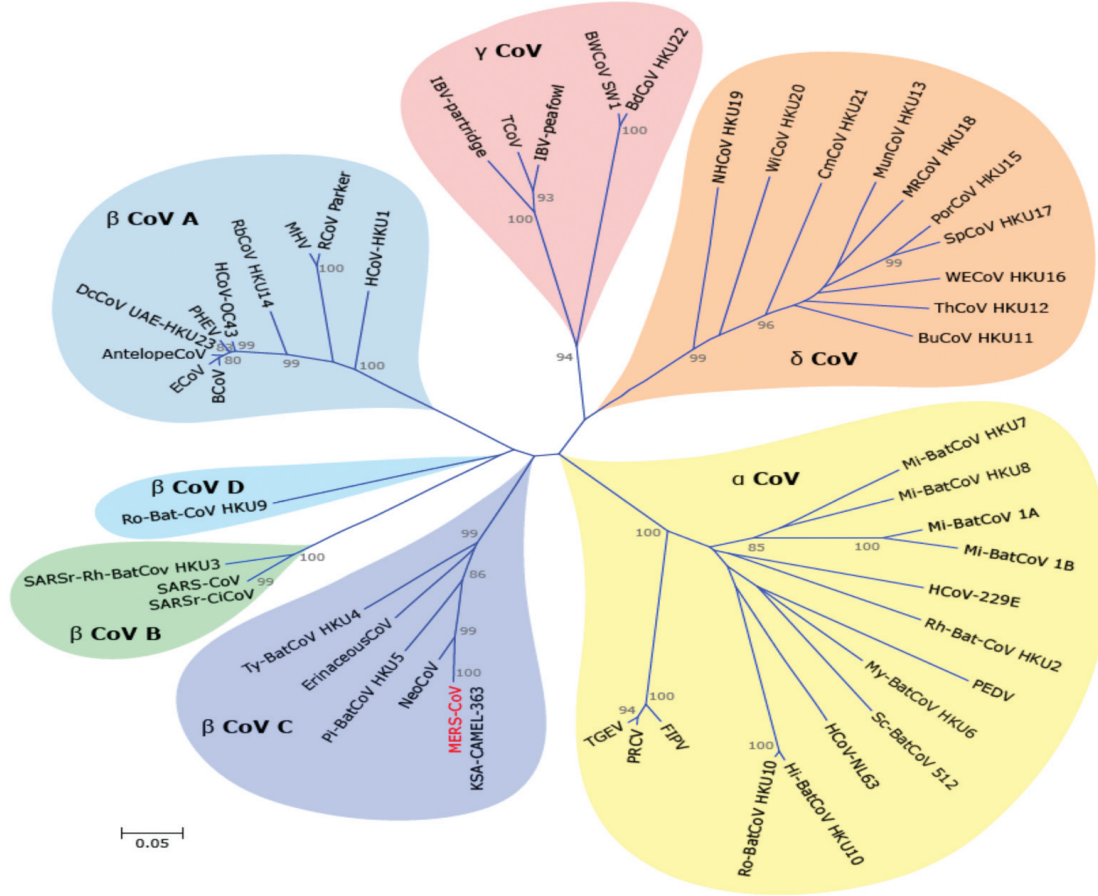 γ CoV
IBV-partridge
TCoV
IBV-peafowl
BWCoV SW1
BdCoV HKU22
93
100
100
94
NHCoV HKU19
WiCoV HKU20
CmCoV HKU21
MunCoV HKU13
MRCoV HKU18
PorCoV HKU15
SpCoV HKU17
WECoV HKU16
ThCoV HKU12
BuCoV HKU11
99
96
99
δ CoV
β CoV A
DcCoV UAE-HKU23
PHEV
HCoV-OC43
RbCoV HKU14
MHV
RCoV Parker
HCoV-HKU1
AntelopeCoV
ECoV
BCoV
83
99
80
99
100
100
β CoV D
Ro-Bat-CoV HKU9
SARSr-Rh-BatCov HKU3
SARS-CoV
SARSr-CiCoV
100
99
β CoV B
99
86
99
100
Ty-BatCoV HKU4
ErinaceousCov
Pi-BatCoV HKU5
NeoCoV
MERS-CoV
KSA-CAMEL-363
β CoV C
α CoV
Mi-BatCoV HKU7
Mi-BatCoV HKU8
Mi-BatCoV 1A
Mi-BatCoV 1B
HCoV-229E
Rh-Bat-CoV HKU2
PEDV
My-BatCoV HKU6
Sc-BatCoV 512
HCoV-NL63
Hi-BatCoV HKU10
Ro-BatCoV HKU10
TGEV
PRCV
FIPV
100
85
100
100
94
100
0.05